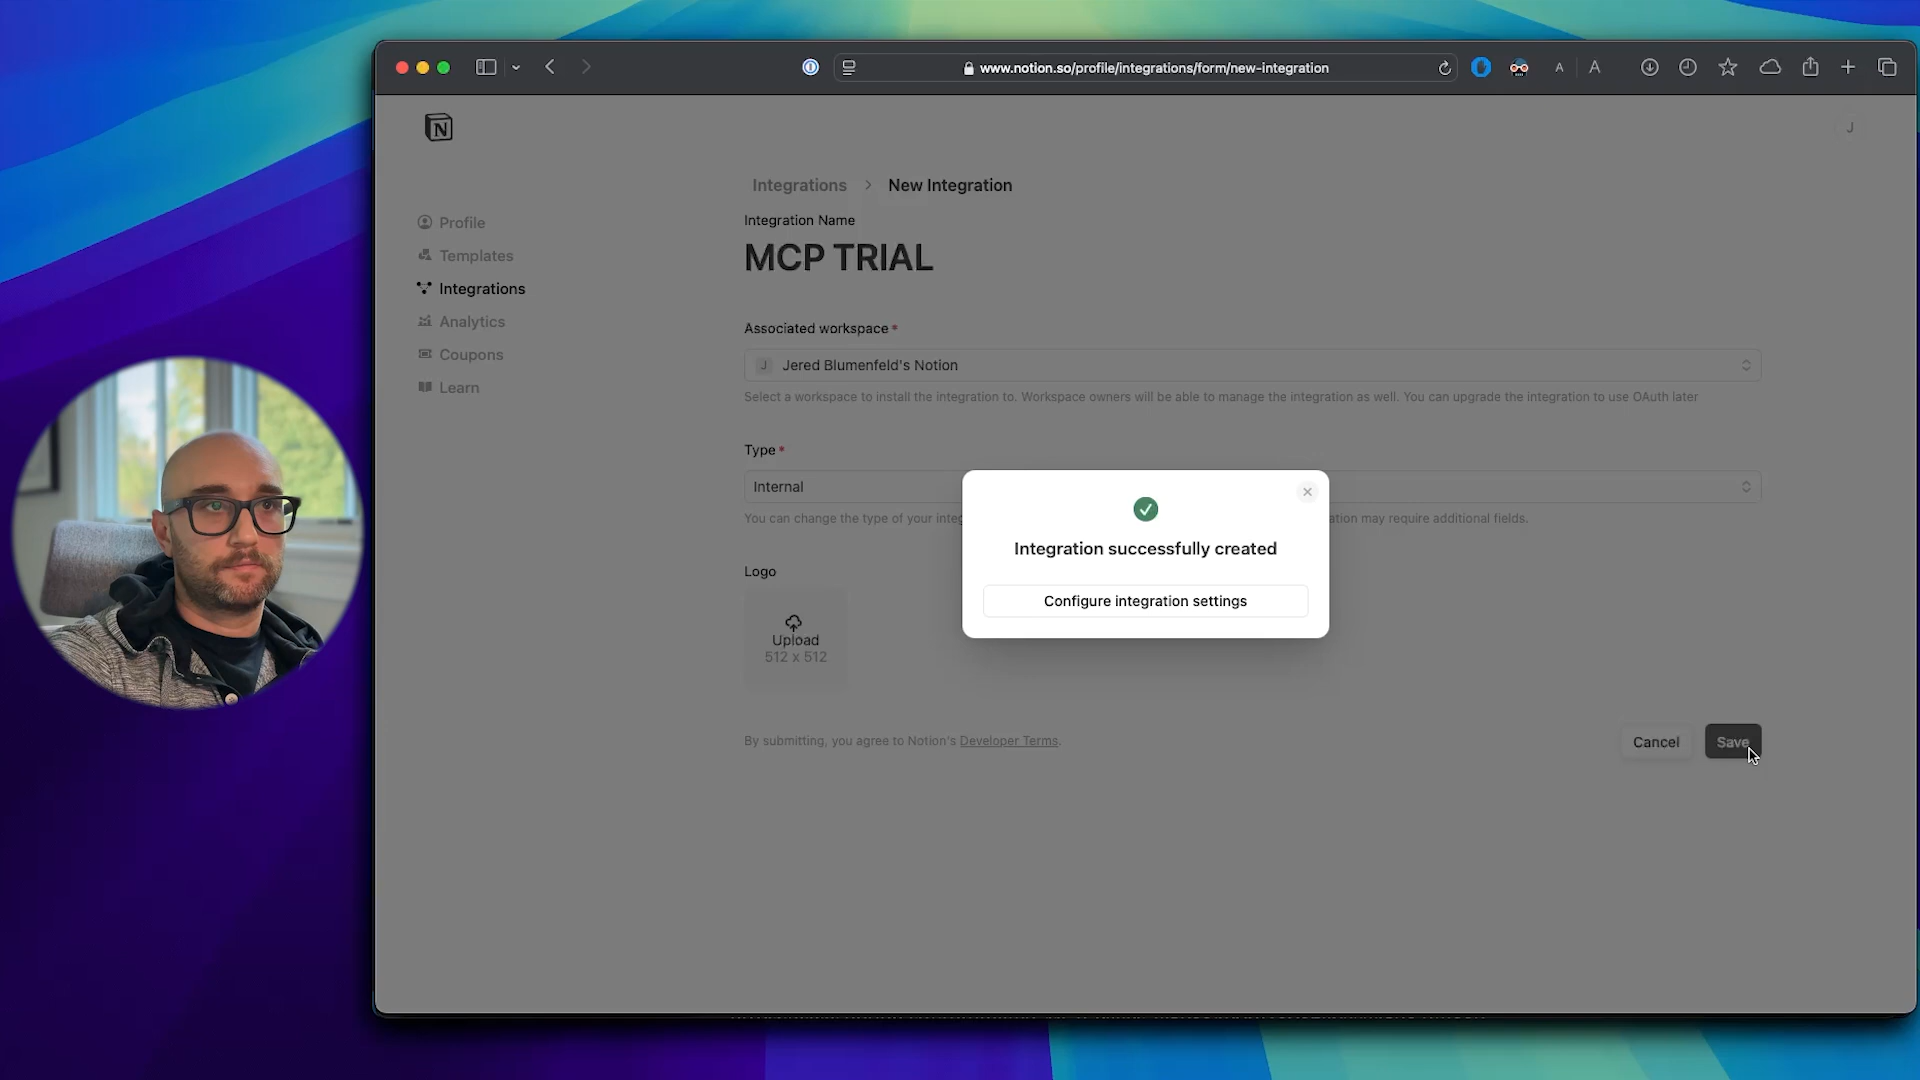 www.notion.so/profile/integrations/form/new-integration
A
A
N
J
Integrations > New Integration
Profile
Templates
Integrations
Analytics
Coupons
Learn
Integration Name
MCP TRIAL
Associated workspace *
J Jered Blumenfeld's Notion
Select a workspace to install the integration to. Workspace owners will be able to manage the integration as well. You can upgrade the integration to use OAuth later
Type *
Internal
You can change the type of your integ
ation may require additional fields.
Integration successfully created
Configure integration settings
Logo
Upload
512 x 512
By submitting, you agree to Notion's Developer Terms.
Cancel
Save